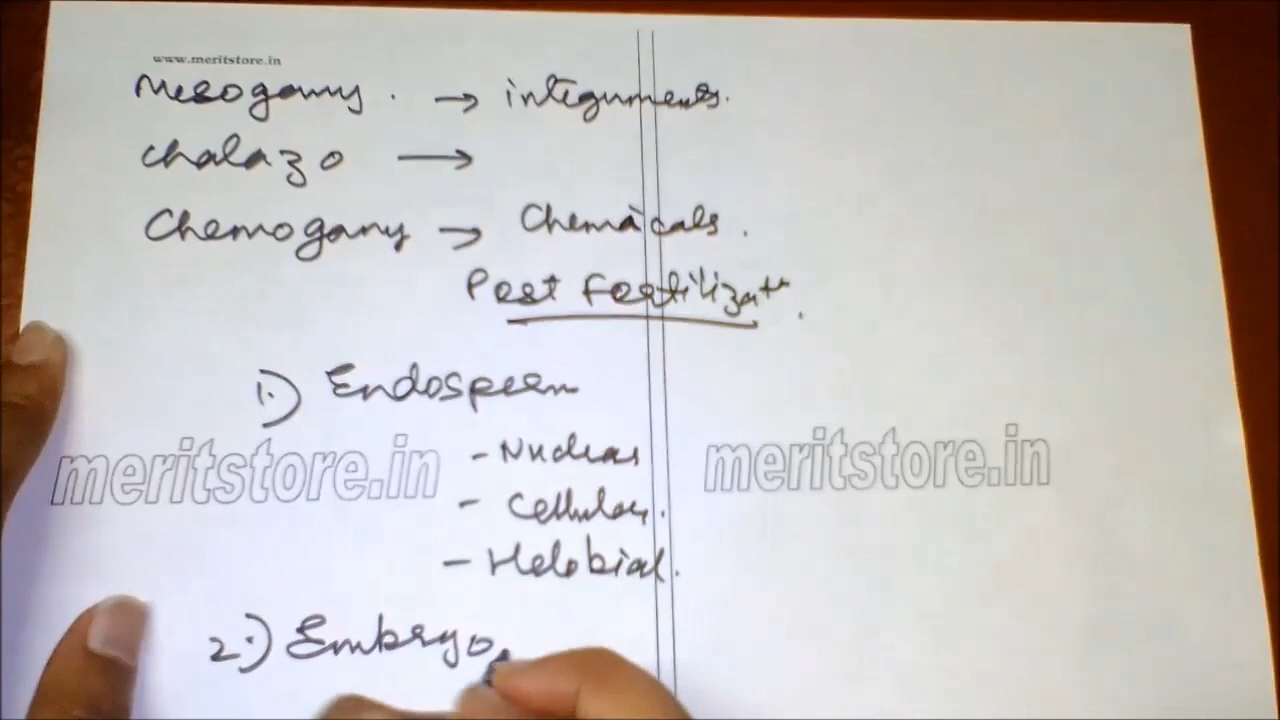 www.meritstore.in
Mesogamy. → integuments.
Chalazo →
Chemogamy → Chemicals.
Post Fertilizatn.
1.) Endosperm
meritstore.in - Nuclear meritstore.in
- Cellular.
- Helobial.
2.) Embryo